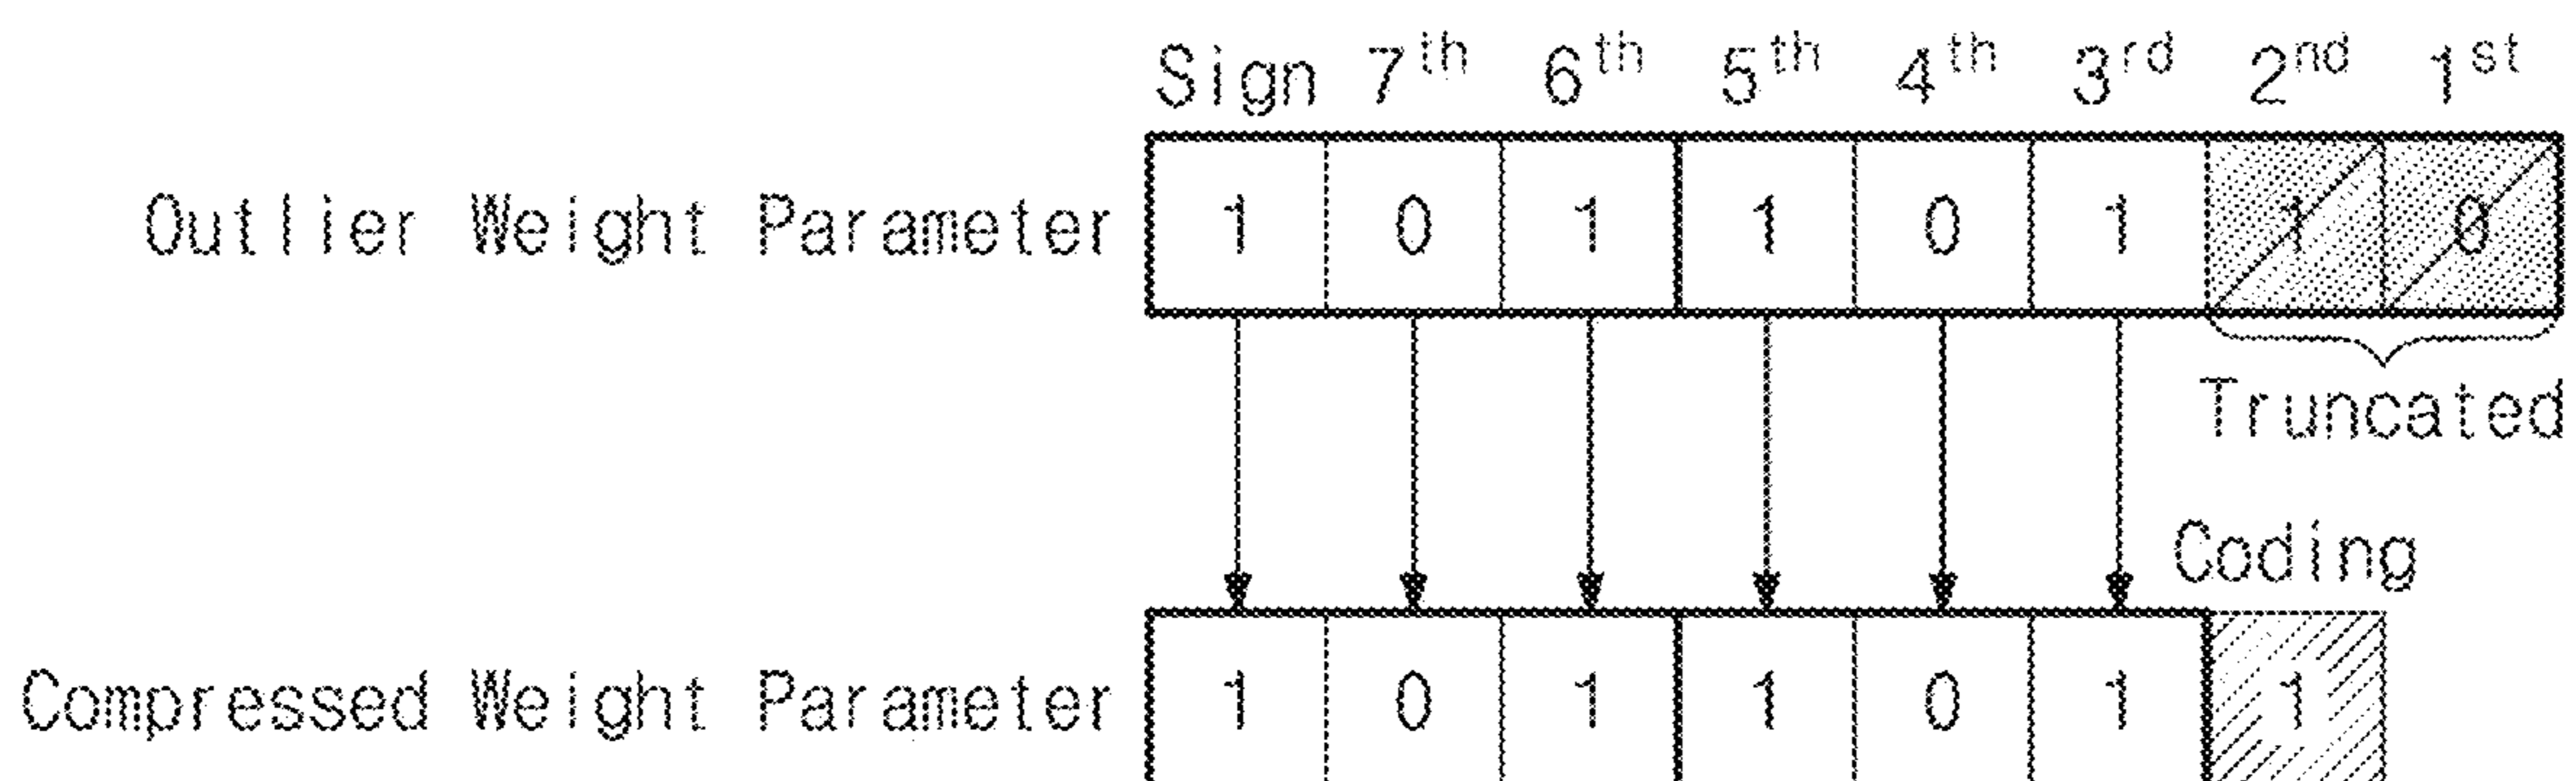 Sign 7th 6th 5th 4th 3rd 2nd 1st
Outlier Weight Parameter 1 0 1 1 0 1 1 0
Truncated
Coding
Compressed Weight Parameter 1 0 1 1 0 1 1